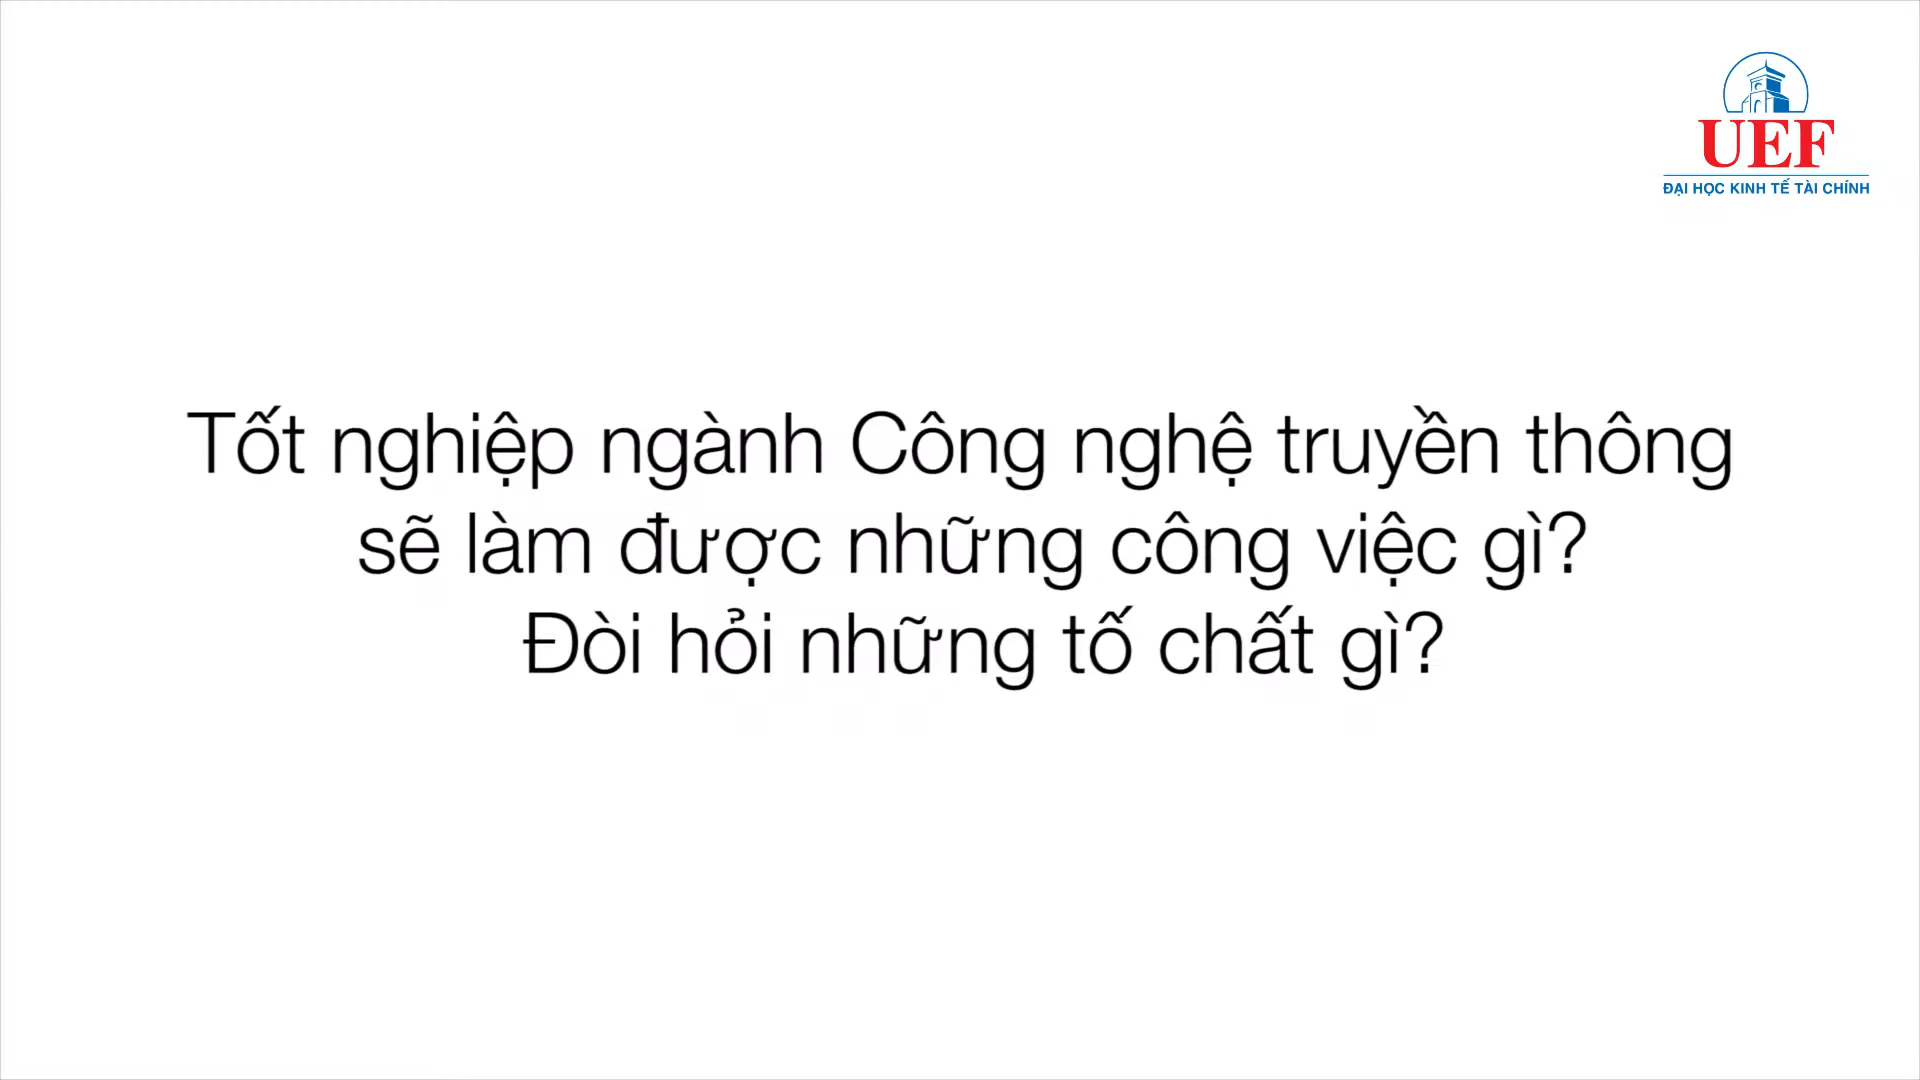 UEF
ĐẠI HỌC KINH TẾ TÀI CHÍNH
Tốt nghiệp ngành Công nghệ truyền thông
sẽ làm được những công việc gì?
Đòi hỏi những tố chất gì?